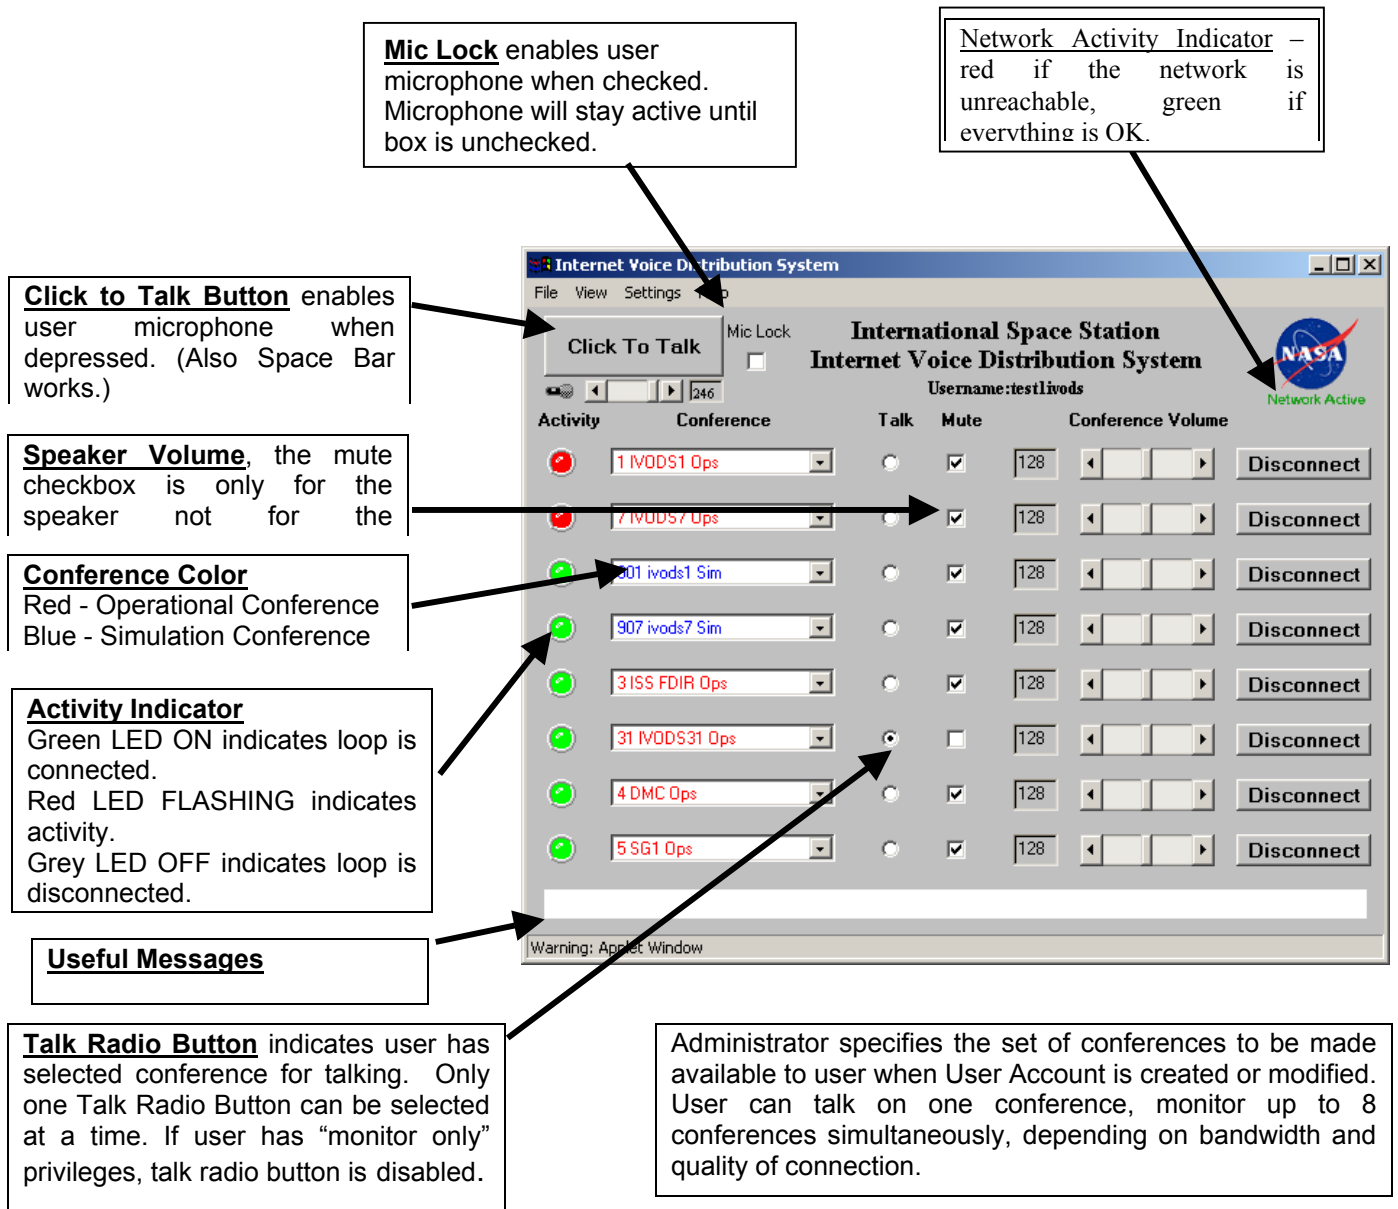 Mic Lock enables user
microphone when checked.
Microphone will stay active until
box is unchecked.
Network Activity Indicator –
red if the network is
unreachable, green if
everything is OK.
Click to Talk Button enables
user microphone when
depressed. (Also Space Bar
works.)
Speaker Volume, the mute
checkbox is only for the
speaker not for the
Conference Color
Red - Operational Conference
Blue - Simulation Conference
Activity Indicator
Green LED ON indicates loop is
connected.
Red LED FLASHING indicates
activity.
Grey LED OFF indicates loop is
disconnected.
Useful Messages
Talk Radio Button indicates user has
selected conference for talking. Only
one Talk Radio Button can be selected
at a time. If user has “monitor only”
privileges, talk radio button is disabled.
Internet Voice Distribution System
File View Settings
Click To Talk
Mic Lock
246
International Space Station
Internet Voice Distribution System
Username:test1ivods
NASA
Network Active
Activity Conference Talk Mute Conference Volume
1 IVODS1 Ops 128 Disconnect
7 IVODS7 Ops 128 Disconnect
901 ivods1 Sim 128 Disconnect
907 ivods7 Sim 128 Disconnect
3 ISS FDIR Ops 128 Disconnect
31 IVODS31 Ops 128 Disconnect
4 DMC Ops 128 Disconnect
5 SG1 Ops 128 Disconnect
Warning: Applet Window
Administrator specifies the set of conferences to be made
available to user when User Account is created or modified.
User can talk on one conference, monitor up to 8
conferences simultaneously, depending on bandwidth and
quality of connection.